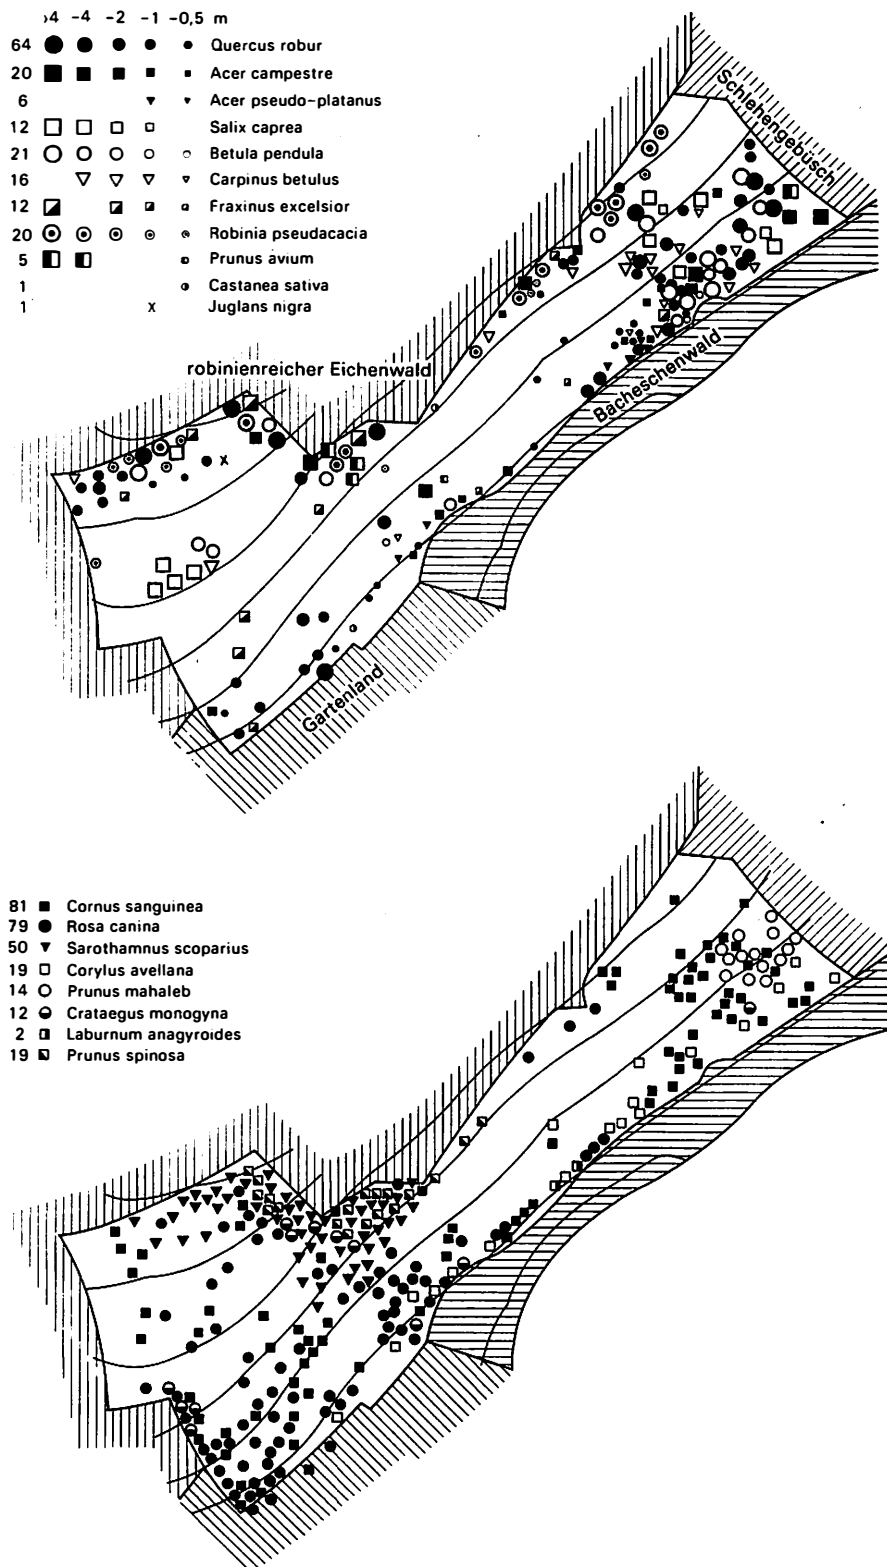 ›4 -4 -2 -1 -0,5 m
64 Quercus robur
20 Acer campestre
6 Acer pseudo-platanus
12 Salix caprea
21 Betula pendula
16 Carpinus betulus
12 Fraxinus excelsior
20 Robinia pseudacacia
5 Prunus avium
1 Castanea sativa
1 x Juglans nigra
Schlehengebüsch
robinienreicher Eichenwald
Bacheschenwald
x
Gartenland
81 Cornus sanguinea
79 Rosa canina
50 Sarothamnus scoparius
19 Corylus avellana
14 Prunus mahaleb
12 Crataegus monogyna
2 Laburnum anagyroides
19 Prunus spinosa